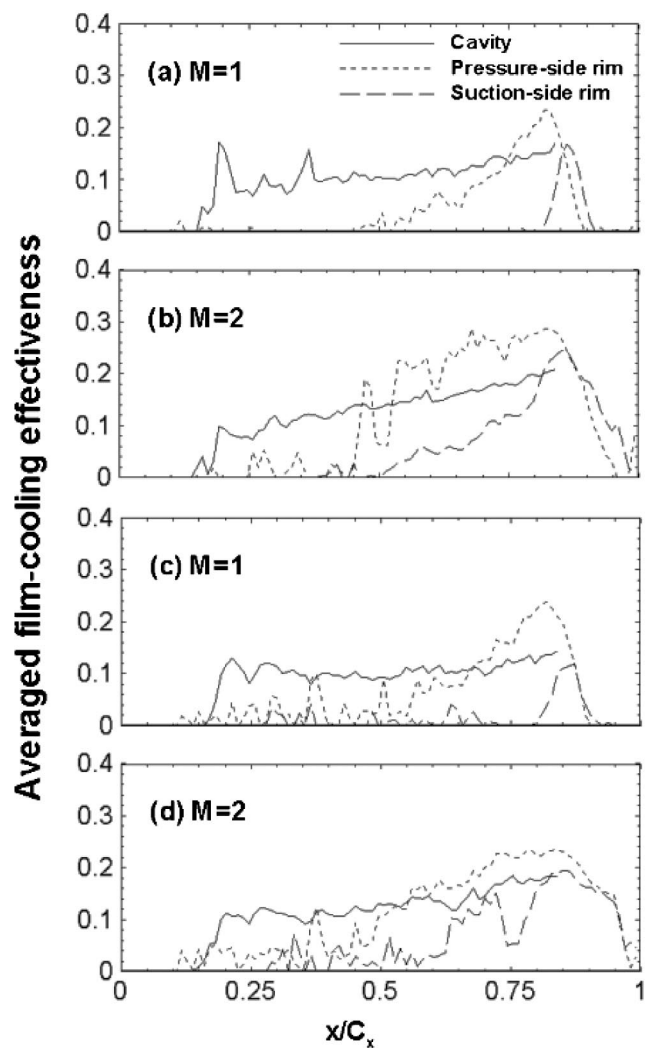 Averaged film-cooling effectiveness
0.4
0.3
0.2
0.1
0
(a) M=1
Cavity
Pressure-side rim
Suction-side rim
0.4
0.3
0.2
0.1
0
(b) M=2
0.4
0.3
0.2
0.1
0
(c) M=1
0.4
0.3
0.2
0.1
0
(d) M=2
0 0.25 0.5 0.75 1
x/Cₓ